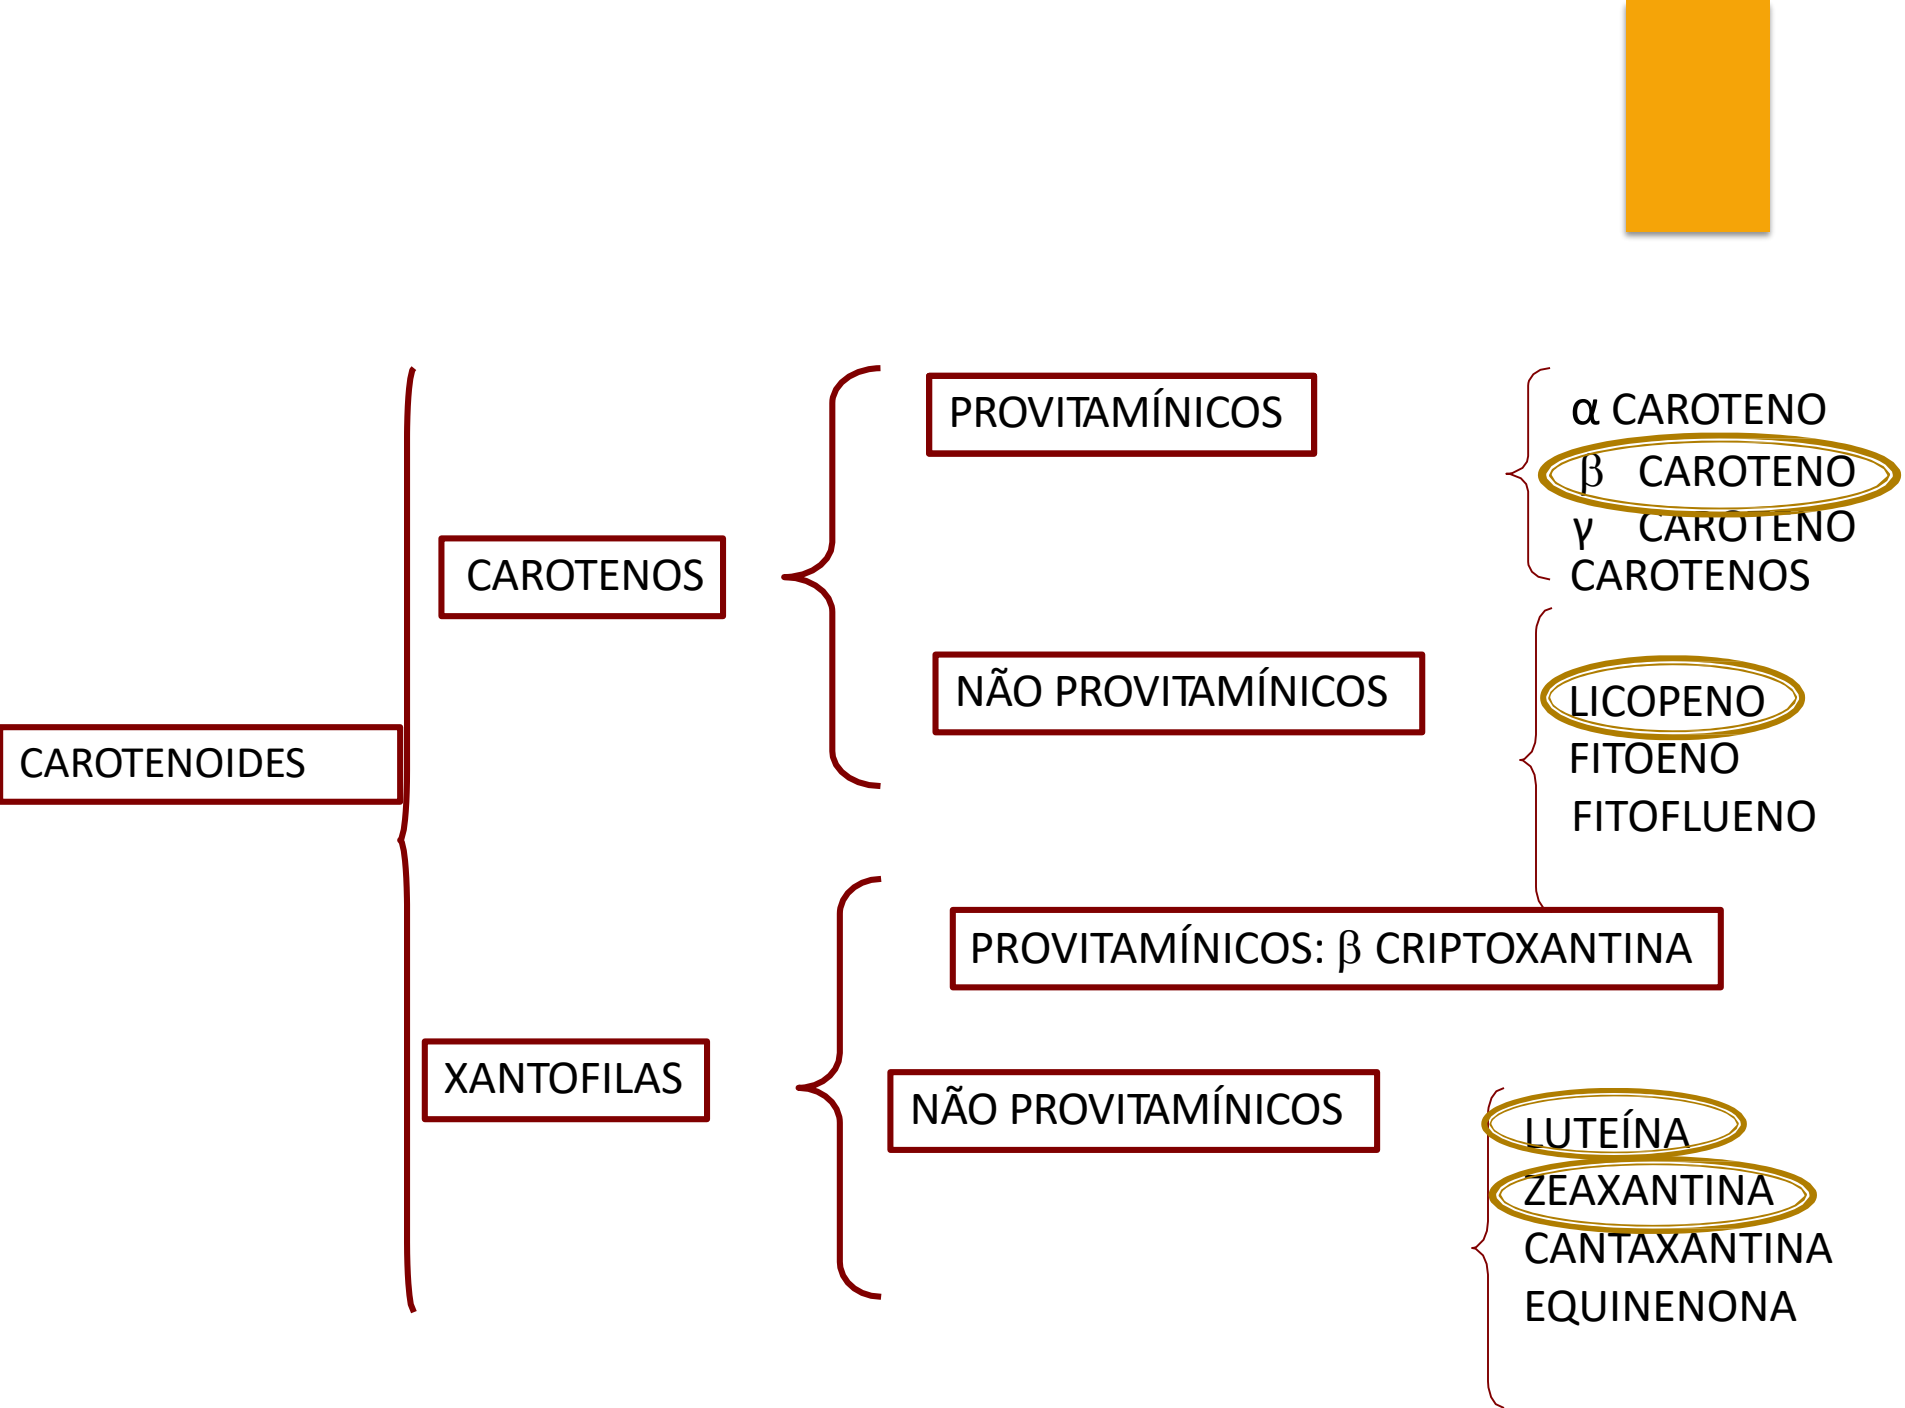 CAROTENOIDES
CAROTENOS
PROVITAMÍNICOS
α CAROTENO
β CAROTENO
γ CAROTENO
CAROTENOS
NÃO PROVITAMÍNICOS
LICOPENO
FITOENO
FITOFLUENO
XANTOFILAS
PROVITAMÍNICOS: β CRIPTOXANTINA
NÃO PROVITAMÍNICOS
LUTEÍNA
ZEAXANTINA
CANTAXANTINA
EQUINENONA